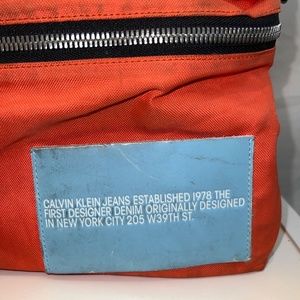 CALVIN KLEIN JEANS ESTABLISHED 1978 THE
FIRST DESIGNER DENIM ORIGINALLY DESIGNED
IN NEW YORK CITY 205 W39TH ST.